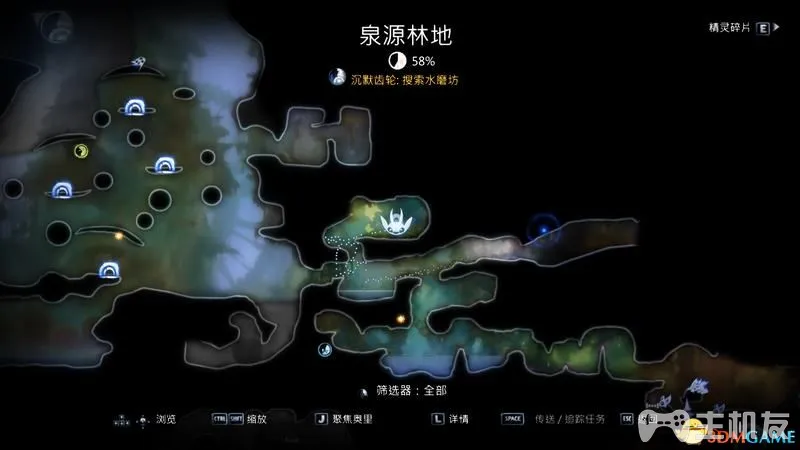 泉源林地
精灵碎片 E
58%
沉默齿轮: 搜索水磨坊
筛选器：全部
浏览 CTRL SHIFT 缩放 J 聚焦奥里 L 详情 SPACE 传送 / 追踪任务 ESC
主机友
3DMGAME